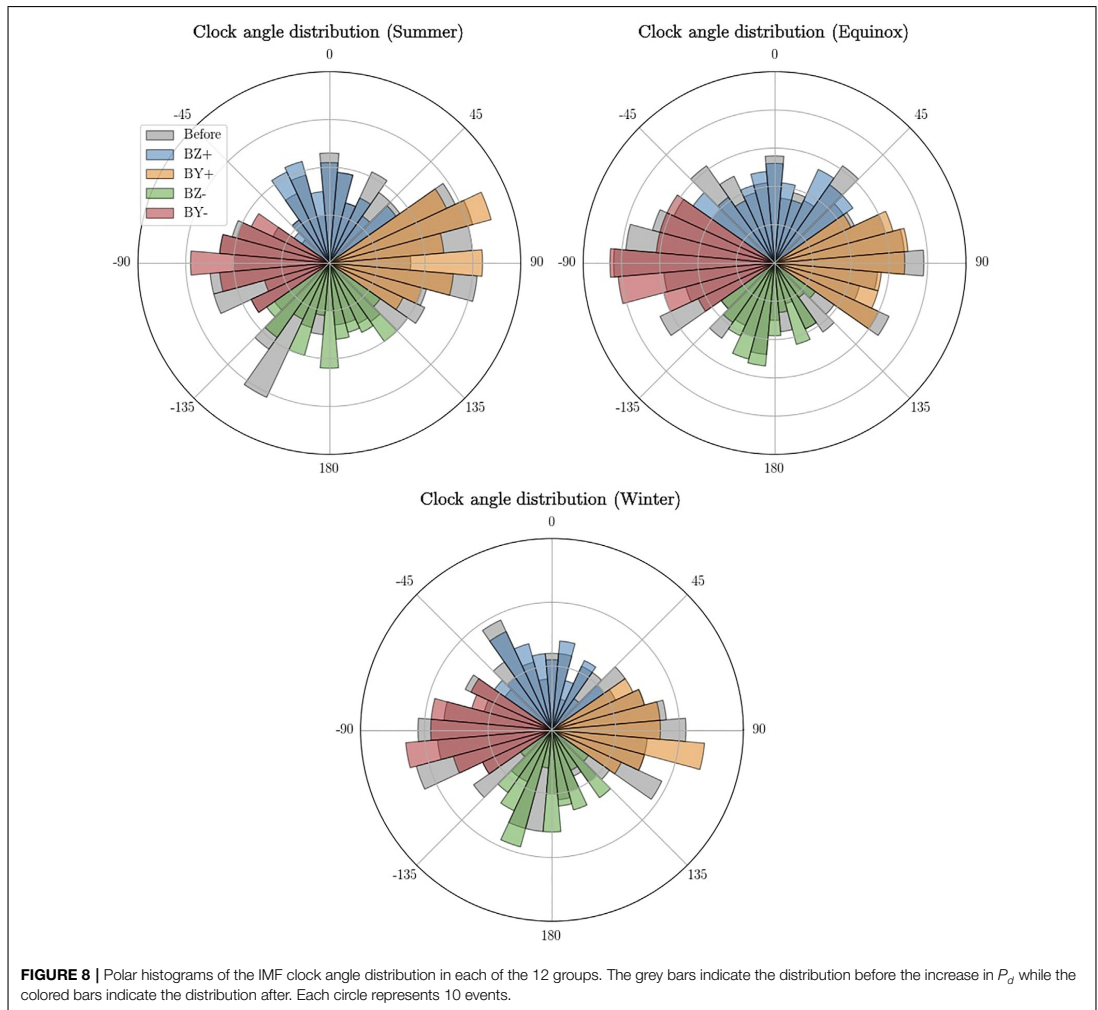 Clock angle distribution (Summer)
0
-45
45
Before
BZ+
BY+
BZ-
BY-
-90
90
-135
135
180
Clock angle distribution (Equinox)
0
-45
45
-90
90
-135
135
180
Clock angle distribution (Winter)
0
-45
45
-90
90
-135
135
180
FIGURE 8 | Polar histograms of the IMF clock angle distribution in each of the 12 groups. The grey bars indicate the distribution before the increase in Pd while the
colored bars indicate the distribution after. Each circle represents 10 events.